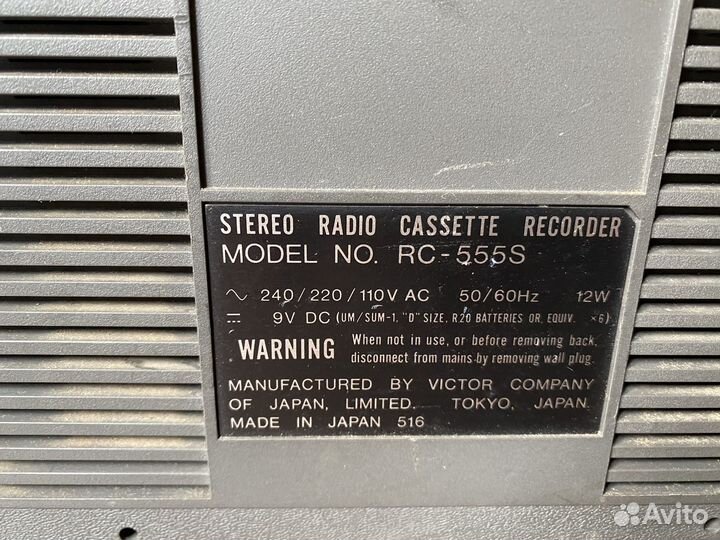 STEREO RADIO CASSETTE RECORDER
MODEL NO. RC-555S
∼ 240/220/110V AC 50/60Hz 12W
⎓ 9V DC (UM/SUM-1, "D" SIZE, R20 BATTERIES OR EQUIV. ×6)
WARNING When not in use, or before removing back,
disconnect from mains by removing wall plug.
MANUFACTURED BY VICTOR COMPANY
OF JAPAN, LIMITED. TOKYO, JAPAN
MADE IN JAPAN 516
Avito